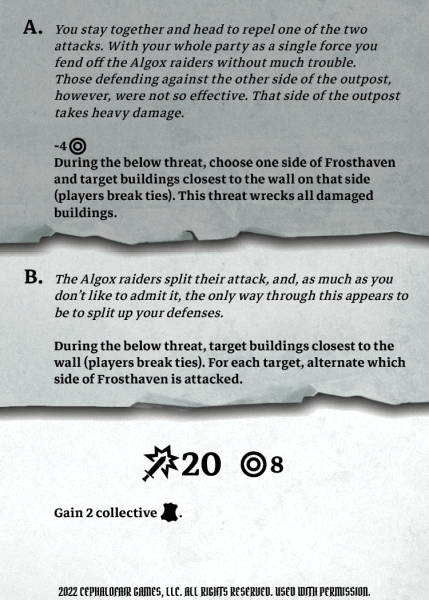 A. You stay together and head to repel one of the two
attacks. With your whole party as a single force you
fend off the Algox raiders without much trouble.
Those defending against the other side of the outpost,
however, were not so effective. That side of the outpost
takes heavy damage.
-4
During the below threat, choose one side of Frosthaven
and target buildings closest to the wall on that side
(players break ties). This threat wrecks all damaged
buildings.
B. The Algox raiders split their attack, and, as much as you
don't like to admit it, the only way through this appears to
be to split up your defenses.
During the below threat, target buildings closest to the
wall (players break ties). For each target, alternate which
side of Frosthaven is attacked.
20 8
Gain 2 collective .
2022 CEPHALOFAIR GAMES, LLC. ALL RIGHTS RESERVED. USED WITH PERMISSION.